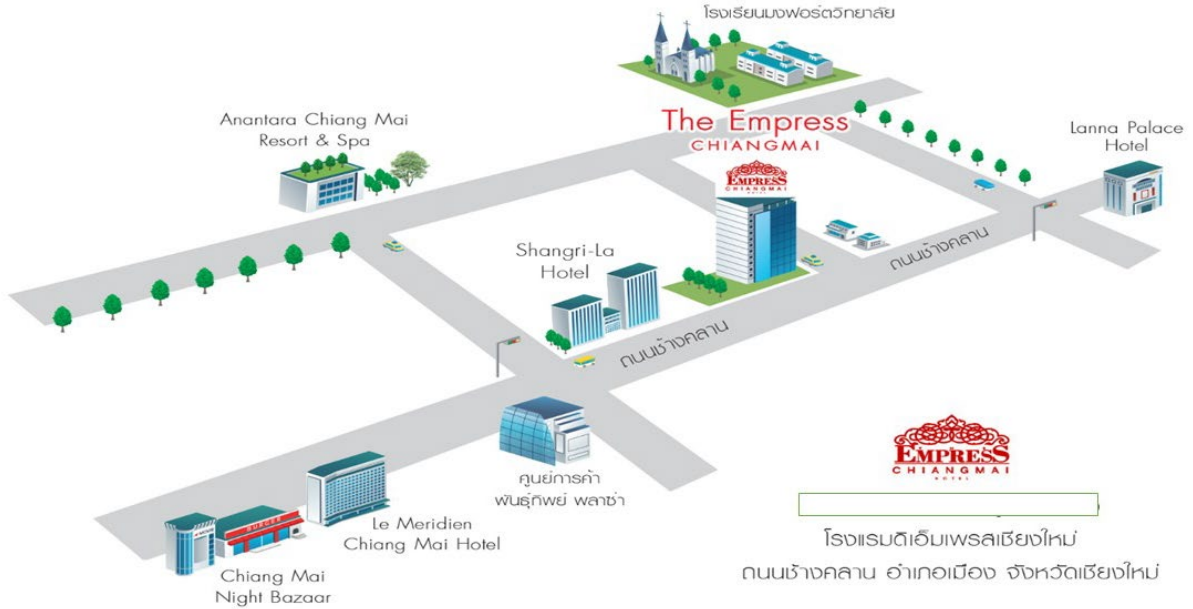 โรงเรียนมงฟอร์ตวิทยาลัย
The Empress
CHIANGMAI
EMPRESS
CHIANGMAI
HOTEL
Anantara Chiang Mai
Resort & Spa
Lanna Palace
Hotel
Shangri-La
Hotel
ถนนช้างคลาน
ถนนช้างคลาน
ศูนย์การค้า
พันธุ์ทิพย์ พลาซ่า
Le Meridien
Chiang Mai Hotel
BURGER
Chiang Mai
Night Bazaar
EMPRESS
CHIANGMAI
HOTEL
โรงแรมดิเอ็มเพรสเชียงใหม่
ถนนช้างคลาน อำเภอเมือง จังหวัดเชียงใหม่